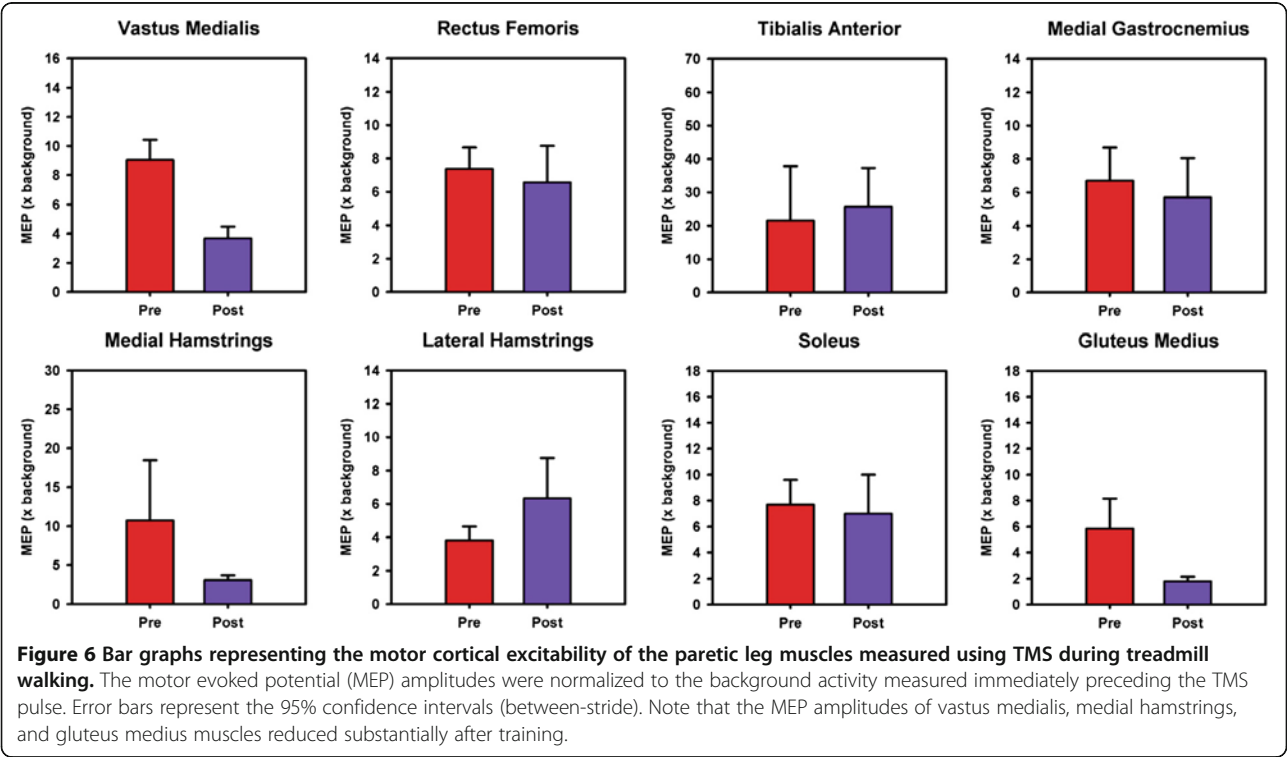 Vastus Medialis
MEP (x background)
16
14
12
10
8
6
4
2
0
Pre Post
Rectus Femoris
MEP (x background)
14
12
10
8
6
4
2
0
Pre Post
Tibialis Anterior
MEP (x background)
70
60
50
40
30
20
10
0
Pre Post
Medial Gastrocnemius
MEP (x background)
14
12
10
8
6
4
2
0
Pre Post
Medial Hamstrings
MEP (x background)
30
25
20
15
10
5
0
Pre Post
Lateral Hamstrings
MEP (x background)
14
12
10
8
6
4
2
0
Pre Post
Soleus
MEP (x background)
18
16
14
12
10
8
6
4
2
0
Pre Post
Gluteus Medius
MEP (x background)
18
16
14
12
10
8
6
4
2
0
Pre Post
Figure 6 Bar graphs representing the motor cortical excitability of the paretic leg muscles measured using TMS during treadmill
walking. The motor evoked potential (MEP) amplitudes were normalized to the background activity measured immediately preceding the TMS
pulse. Error bars represent the 95% confidence intervals (between-stride). Note that the MEP amplitudes of vastus medialis, medial hamstrings,
and gluteus medius muscles reduced substantially after training.